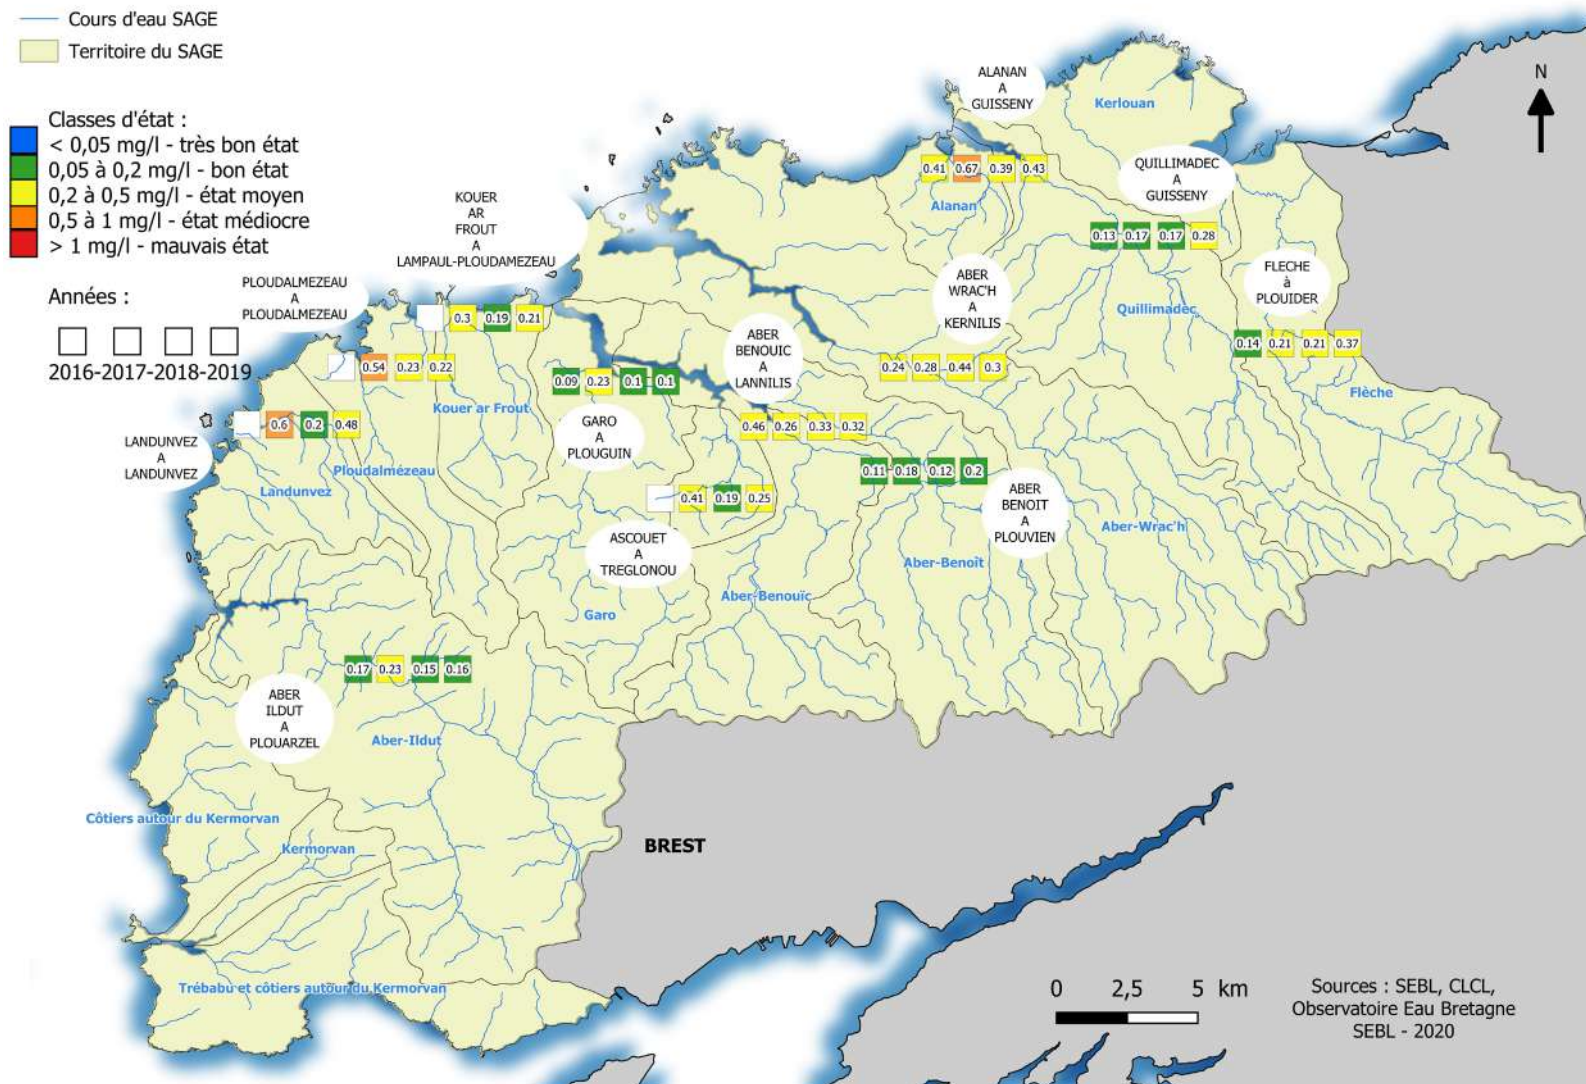 Cours d'eau SAGE
Territoire du SAGE
Classes d'état :
< 0,05 mg/l - très bon état
0,05 à 0,2 mg/l - bon état
0,2 à 0,5 mg/l - état moyen
0,5 à 1 mg/l - état médiocre
> 1 mg/l - mauvais état
Années :
2016-2017-2018-2019
ALANAN
A
GUISSENY
Kerlouan
N
QUILLIMADEC
A
GUISSENY
0.41 0.67 0.39 0.43
Alanan
KOUER
AR
FROUT
A
LAMPAUL-PLOUDAMEZEAU
0.13 0.17 0.17 0.28
FLECHE
à
PLOUIDER
ABER
WRAC'H
A
KERNILIS
PLOUDALMEZEAU
A
PLOUDALMEZEAU
Quillimadec
0.3 0.19 0.21
ABER
BENOUIC
A
LANNILIS
0.14 0.21 0.21 0.37
0.54 0.23 0.22
0.24 0.28 0.44 0.3
0.09 0.23 0.1 0.1
Flèche
Kouer ar Frout
GARO
A
PLOUGUIN
0.6 0.2 0.48
0.46 0.26 0.33 0.32
LANDUNVEZ
A
LANDUNVEZ
Ploudalmézeau
0.11 0.18 0.12 0.2
Landunvez
0.41 0.19 0.25
ABER
BENOIT
A
PLOUVIEN
Aber-Wrac'h
ASCOUET
A
TREGLONOU
Aber-Benoît
Aber-Benouïc
Garo
0.17 0.23 0.15 0.16
ABER
ILDUT
A
PLOUARZEL
Aber-Ildut
Côtiers autour du Kermorvan
Kermorvan
BREST
Trébabu et côtiers autour du Kermorvan
0 2,5 5 km
Sources : SEBL, CLCL,
Observatoire Eau Bretagne
SEBL - 2020